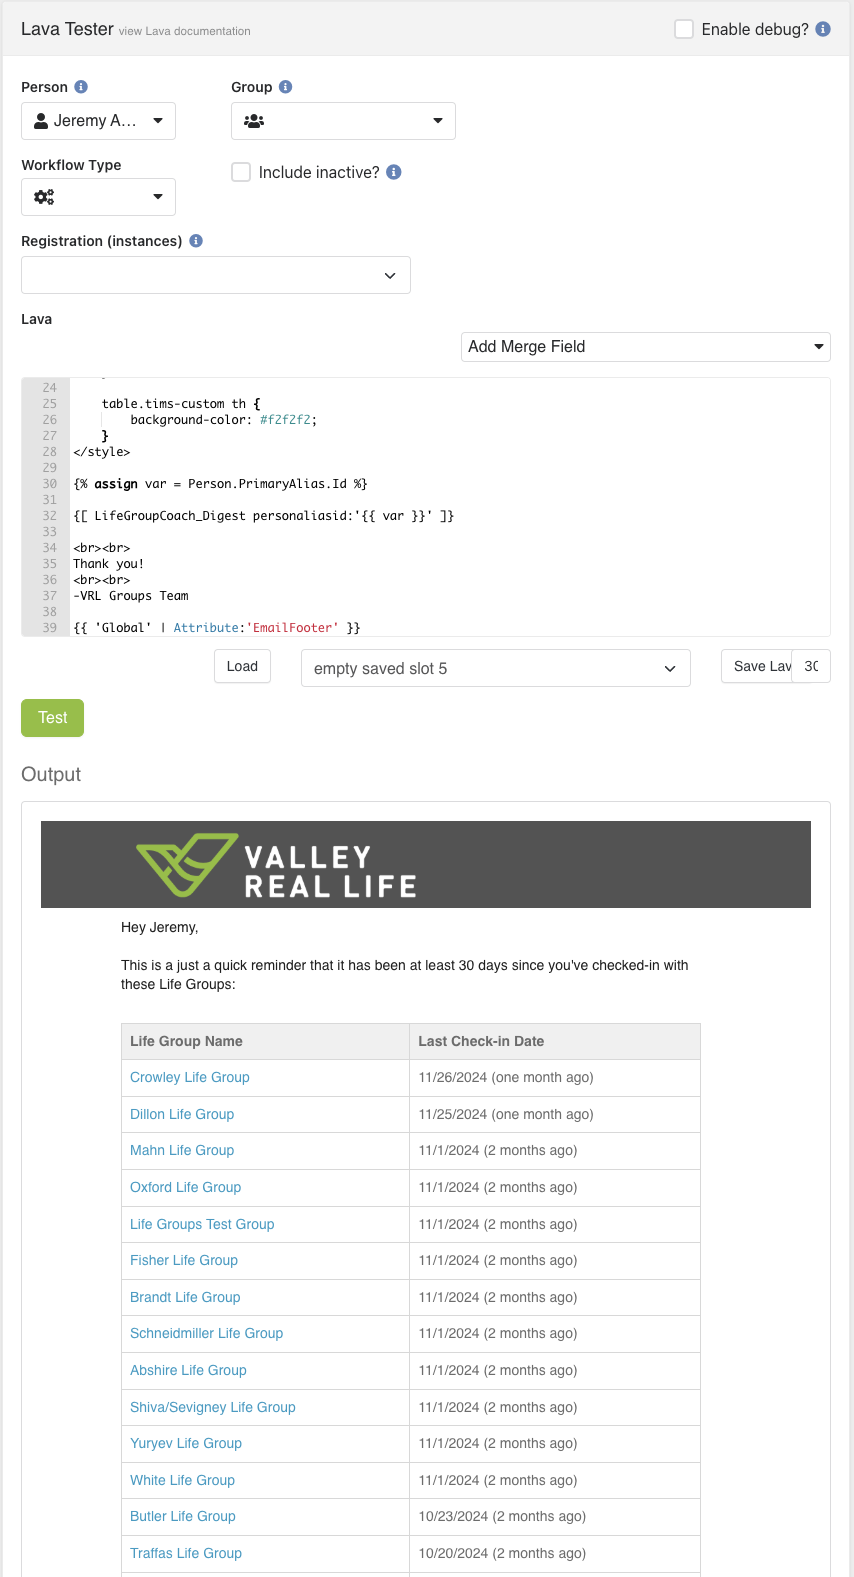 Lava Tester view Lava documentation
Enable debug?
Person
Group
Jeremy A...
Workflow Type
Include inactive?
Registration (instances)
Lava
Add Merge Field
24
25 table.tims-custom th {
26 background-color: #f2f2f2;
27 }
28 </style>
29
30 {% assign var = Person.PrimaryAlias.Id %}
31
32 {[ LifeGroupCoach_Digest personaliasid:'{{ var }}' ]}
33
34 <br><br>
35 Thank you!
36 <br><br>
37 -VRL Groups Team
38
39 {{ 'Global' | Attribute:'EmailFooter' }}
Load
empty saved slot 5
Save Lav
30
Test
Output
VALLEY
REAL LIFE
Hey Jeremy,
This is a just a quick reminder that it has been at least 30 days since you've checked-in with
these Life Groups:
Life Group Name Last Check-in Date
Crowley Life Group 11/26/2024 (one month ago)
Dillon Life Group 11/25/2024 (one month ago)
Mahn Life Group 11/1/2024 (2 months ago)
Oxford Life Group 11/1/2024 (2 months ago)
Life Groups Test Group 11/1/2024 (2 months ago)
Fisher Life Group 11/1/2024 (2 months ago)
Brandt Life Group 11/1/2024 (2 months ago)
Schneidmiller Life Group 11/1/2024 (2 months ago)
Abshire Life Group 11/1/2024 (2 months ago)
Shiva/Sevigney Life Group 11/1/2024 (2 months ago)
Yuryev Life Group 11/1/2024 (2 months ago)
White Life Group 11/1/2024 (2 months ago)
Butler Life Group 10/23/2024 (2 months ago)
Traffas Life Group 10/20/2024 (2 months ago)